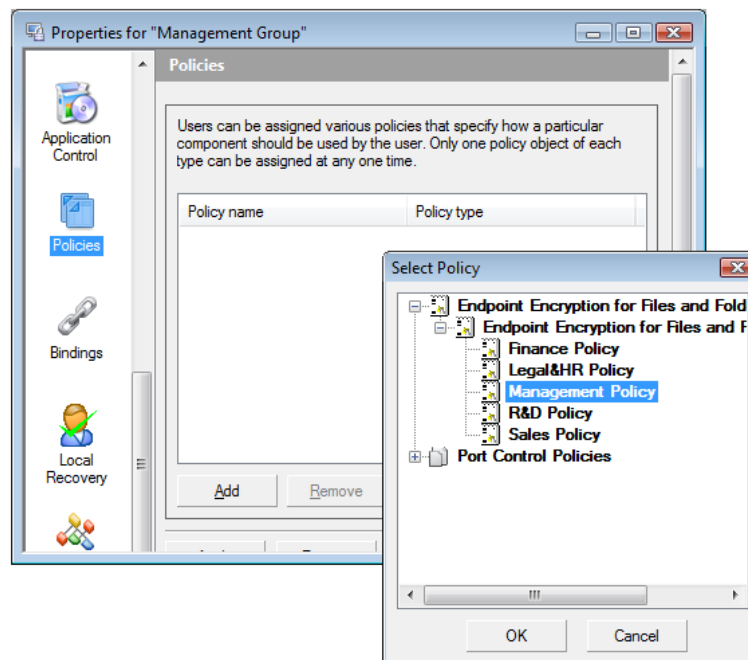 Properties for "Management Group"
Policies
Application
Control
Policies
Bindings
Local
Recovery
Users can be assigned various policies that specify how a particular
component should be used by the user. Only one policy object of each
type can be assigned at any one time.
Policy name Policy type
Add Remove
Select Policy
Endpoint Encryption for Files and Fold
Endpoint Encryption for Files and F
Finance Policy
Legal&HR Policy
Management Policy
R&D Policy
Sales Policy
Port Control Policies
OK Cancel